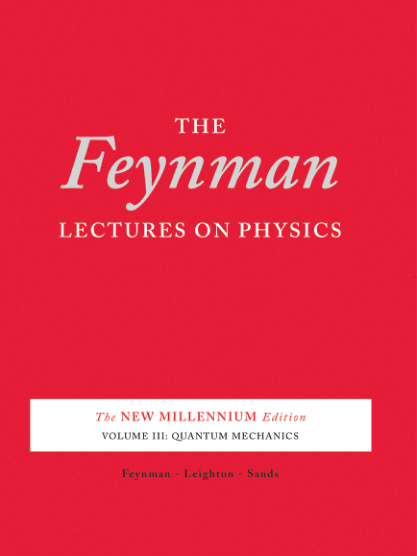 THE
Feynman
LECTURES ON PHYSICS
The NEW MILLENNIUM Edition
VOLUME III: QUANTUM MECHANICS
Feynman - Leighton - Sands